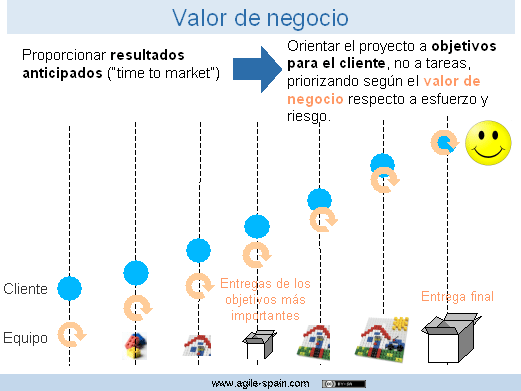 Valor de negocio
Proporcionar resultados
anticipados ("time to market")
Orientar el proyecto a objetivos
para el cliente, no a tareas,
priorizando según el valor de
negocio respecto a esfuerzo y
riesgo.
Cliente
Entregas de los
objetivos más
importantes
Entrega final
Equipo
www.agile-spain.com